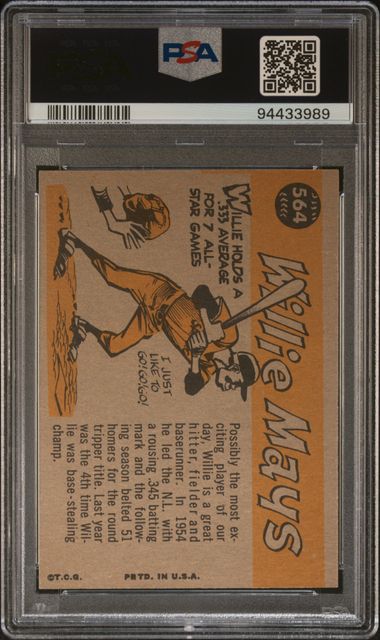 PSA
94433989
564
Willie Mays
WILLIE HOLDS A
.333 AVERAGE
FOR 7 ALL-
STAR GAMES
I JUST
LIKE TO
GO! GO! GO!
Possibly the most ex-
citing player of our
day, Willie is a great
hitter, fielder and
baserunner. In 1954
he led the N.L. with
a rousing .345 batting
mark and the follow-
ing season belted 51
homers for the round
tripper title. Last year
was the 4th time Wil-
lie was base-stealing
champ.
©T.C.G. PRTD. IN U.S.A.